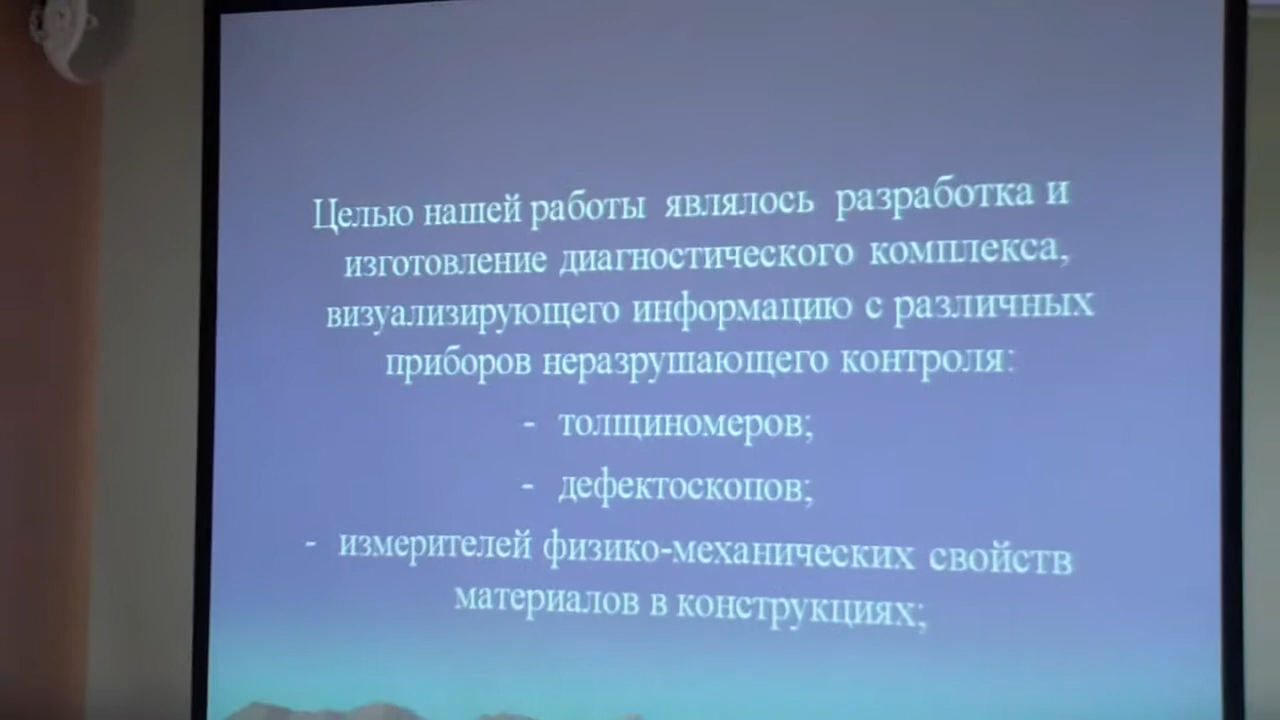 Целью нашей работы являлось разработка и
изготовление диагностического комплекса,
визуализирующего информацию с различных
приборов неразрушающего контроля:
- толщиномеров;
- дефектоскопов;
- измерителей физико-механических свойств
материалов в конструкциях;